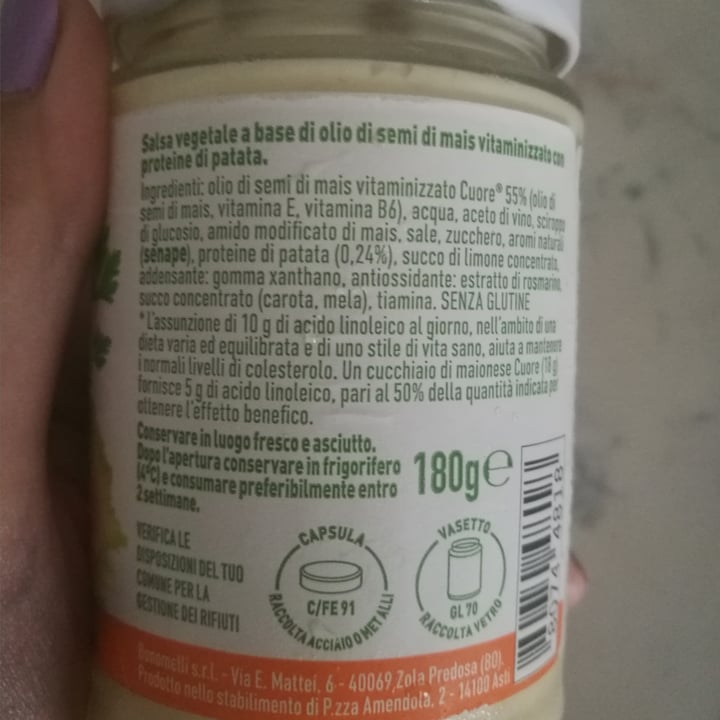 Salsa vegetale a base di olio di semi di mais vitaminizzato con
proteine di patata.
Ingredienti: olio di semi di mais vitaminizzato Cuore® 55% (olio di
semi di mais, vitamina E, vitamina B6), acqua, aceto di vino, sciroppo
di glucosio, amido modificato di mais, sale, zucchero, aromi naturali
(senape), proteine di patata (0,24%), succo di limone concentrato,
addensante: gomma xanthano, antiossidante: estratto di rosmarino,
succo concentrato (carota, mela), tiamina. SENZA GLUTINE
*L'assunzione di 10 g di acido linoleico al giorno, nell'ambito di una
dieta varia ed equilibrata e di uno stile di vita sano, aiuta a mantenere
i normali livelli di colesterolo. Un cucchiaio di maionese Cuore (18 g)
fornisce 5 g di acido linoleico, pari al 50% della quantità indicata per
ottenere l'effetto benefico.
Conservare in luogo fresco e asciutto.
Dopo l'apertura conservare in frigorifero
(4°C) e consumare preferibilmente entro
2 settimane.
180g e
VERIFICA LE
DISPOSIZIONI DEL TUO
COMUNE PER LA
GESTIONE DEI RIFIUTI
CAPSULA
C/FE 91
RACCOLTA ACCIAIO O METALLI
VASETTO
GL 70
RACCOLTA VETRO
Bonomelli s.r.l. - Via E. Mattei, 6 - 40069, Zola Predosa (BO).
Prodotto nello stabilimento di P.zza Amendola, 2 - 14100 Asti